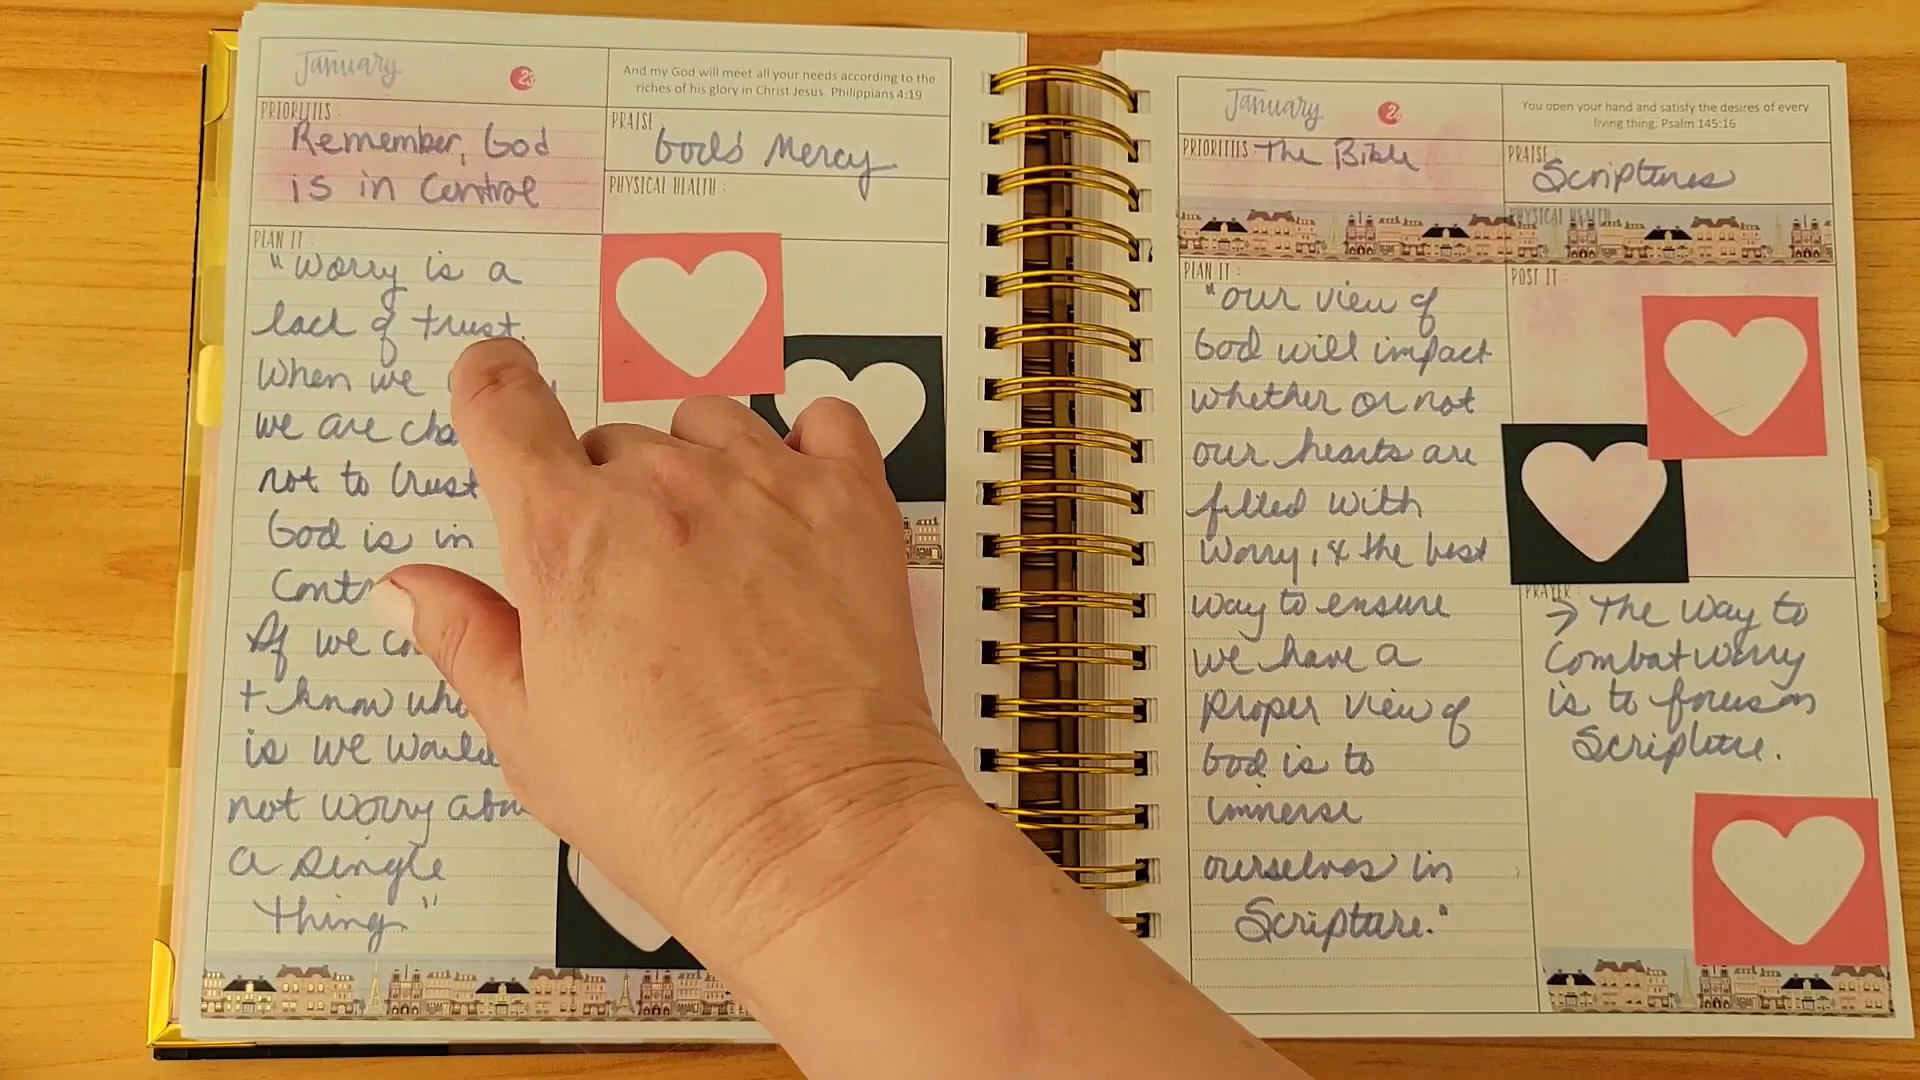 January
23
And my God will meet all your needs according to the
riches of his glory in Christ Jesus. Philippians 4:19
PRIORITIES:
Remember, God
is in Control
PRAISE:
God's Mercy
PHYSICAL HEALTH:
PLAN IT:
"Worry is a
lack of trust.
When we
we are
not to trust
God is in
If we
+ know
is we would
not worry
a single
thing"
January
You open your hand and satisfy the desires of every
living thing. Psalm 145:16
PRIORITIES
The Bible
PRAISE:
Scriptures
PHYSICAL HEALTH:
PLAN IT:
"our view of
God will impact
whether or not
our hearts are
filled with
worry, & the best
way to ensure
we have a
proper view of
God is to
immerse
ourselves in
Scripture."
POST IT:
PRAYER:
→ The way to
combat worry
is to focus on
Scripture.